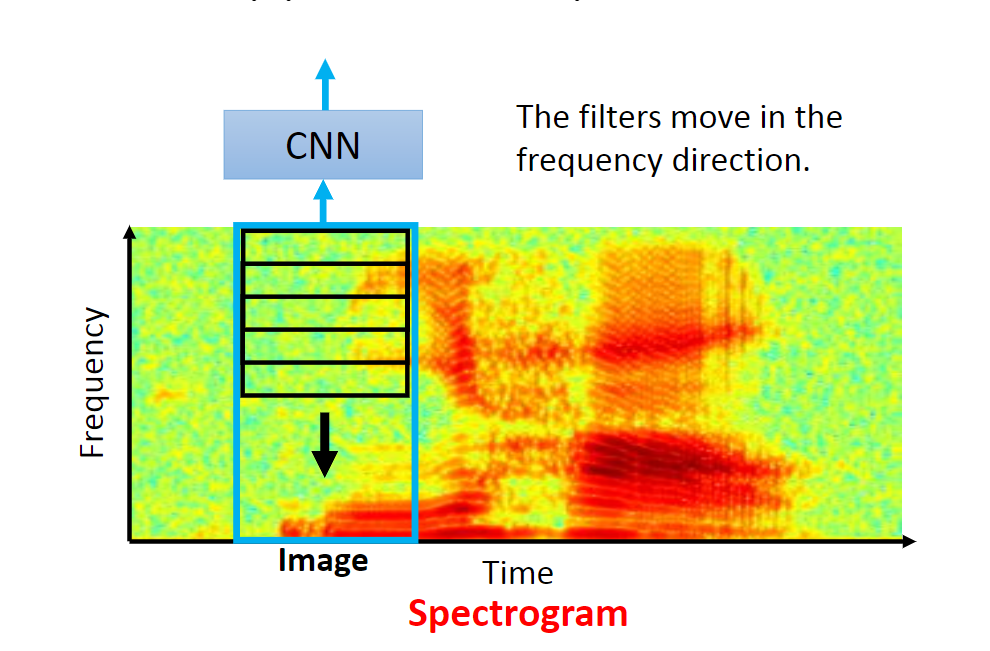 CNN
The filters move in the
frequency direction.
Frequency
Image
Time
Spectrogram